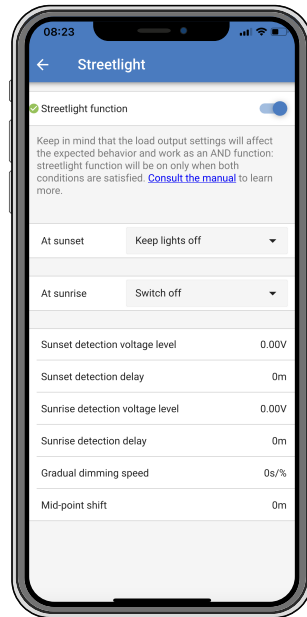 08:23
Streetlight
Streetlight function
Keep in mind that the load output settings will affect
the expected behavior and work as an AND function:
streetlight function will be on only when both
conditions are satisfied. Consult the manual to learn
more.
At sunset Keep lights off
At sunrise Switch off
Sunset detection voltage level 0.00V
Sunset detection delay 0m
Sunrise detection voltage level 0.00V
Sunrise detection delay 0m
Gradual dimming speed 0s/%
Mid-point shift 0m